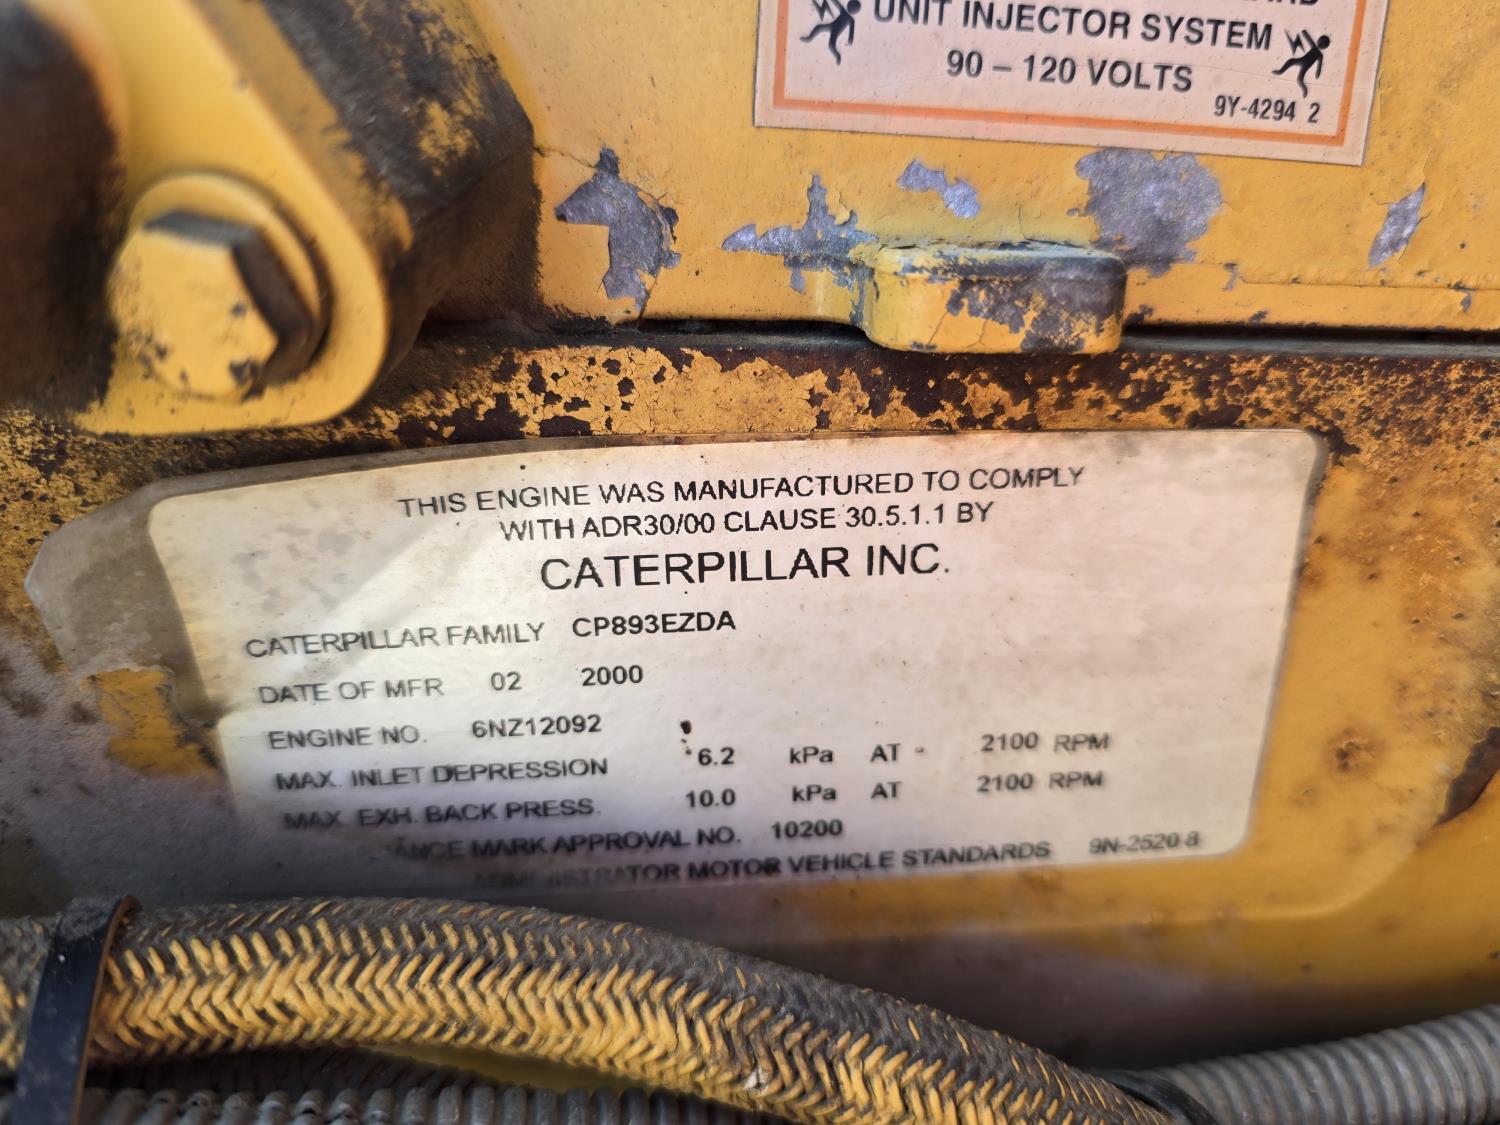 UNIT INJECTOR SYSTEM
90 – 120 VOLTS
9Y-4294 2
THIS ENGINE WAS MANUFACTURED TO COMPLY
WITH ADR30/00 CLAUSE 30.5.1.1 BY
CATERPILLAR INC.
CATERPILLAR FAMILY CP893EZDA
DATE OF MFR 02 2000
ENGINE NO. 6NZ12092
MAX. INLET DEPRESSION 6.2 kPa AT 2100 RPM
MAX. EXH. BACK PRESS. 10.0 kPa AT 2100 RPM
MARK APPROVAL NO. 10200
ADMINISTRATOR MOTOR VEHICLE STANDARDS 9N-2520 8